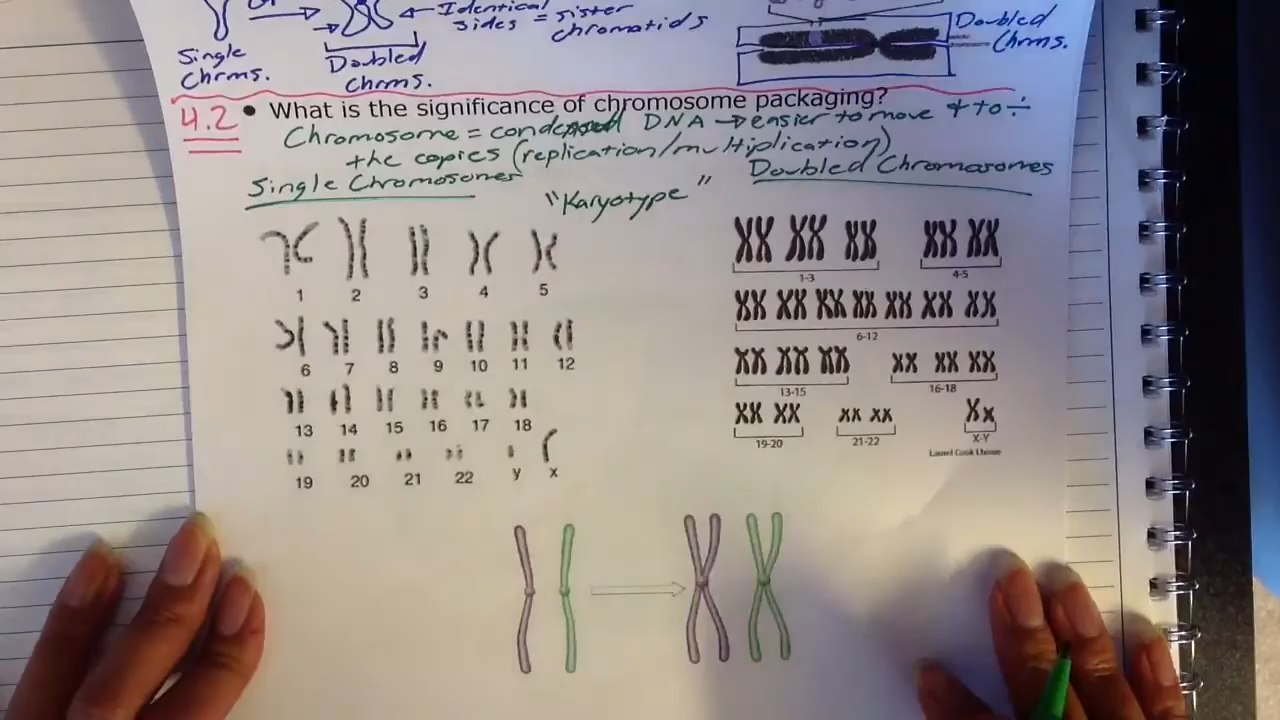 Identical
sides = sister
chromatids
Single
Chrms.
Doubled
chrms.
Doubled
Chrms.
4.2 • What is the significance of chromosome packaging?
Chromosome = condensed DNA → easier to move & to ÷
the copies (replication/multiplication)
Single Chromosomes
"Karyotype"
Doubled Chromosomes
1 2 3 4 5
6 7 8 9 10 11 12
13 14 15 16 17 18
19 20 21 22 y x
1-3 4-5
6-12
13-15 16-18
19-20 21-22 X-Y